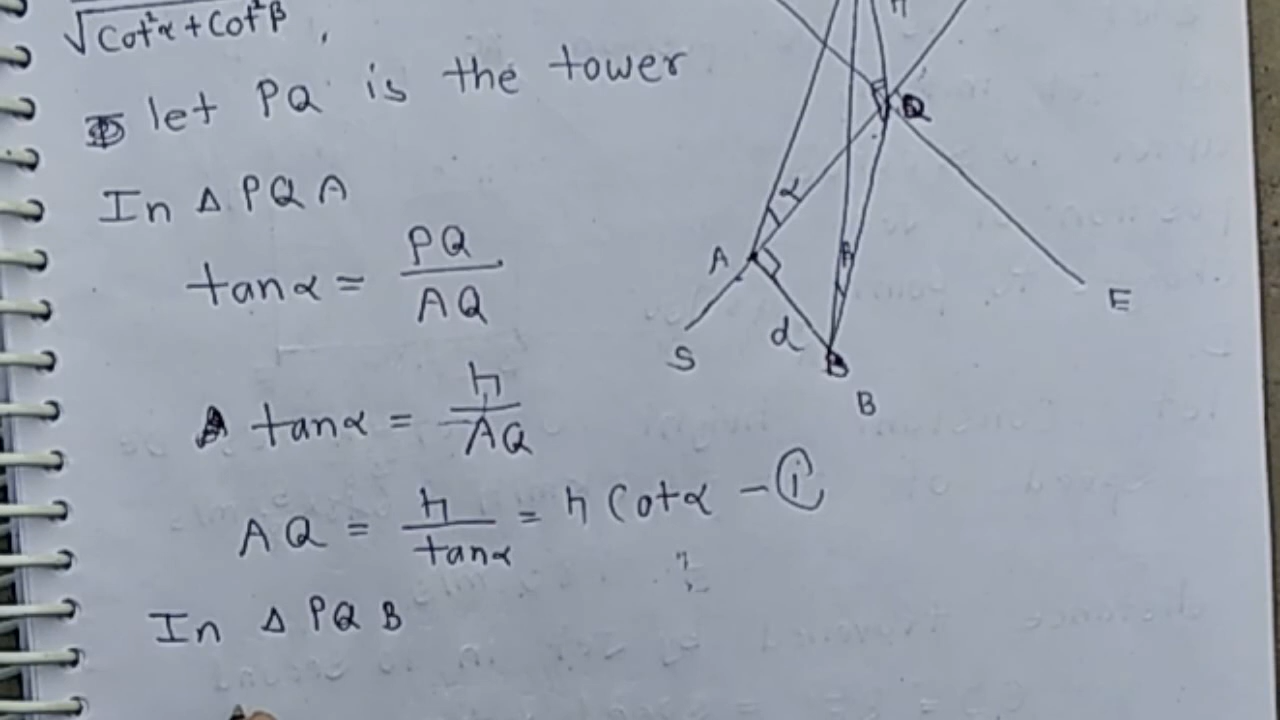 √Cot²α + Cot²β ,
let PQ is the tower
In Δ PQA
tanα = PQ / AQ
tanα = h / AQ
AQ = h / tanα = h Cotα - (i)
In Δ PQB
h
Q
α
A
β
E
S
d
B